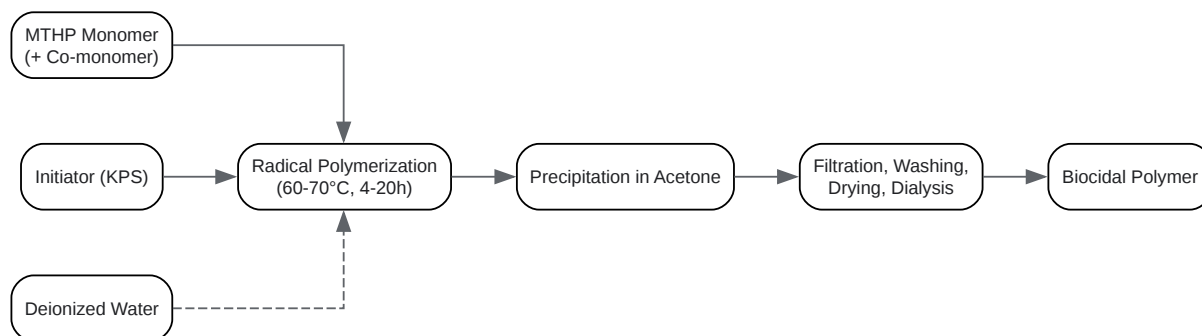 MTHP Monomer
(+ Co-monomer)
Initiator (KPS)
Radical Polymerization
(60-70°C, 4-20h)
Precipitation in Acetone
Filtration, Washing,
Drying, Dialysis
Biocidal Polymer
Deionized Water